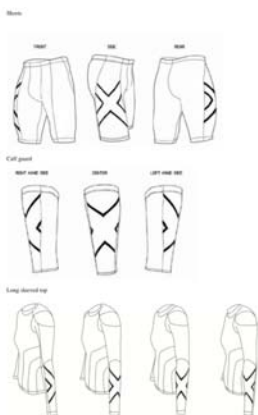 Shorts
FRONT SIDE REAR
Calf guard
RIGHT HAND SIDE CENTER LEFT HAND SIDE
Long sleeved top